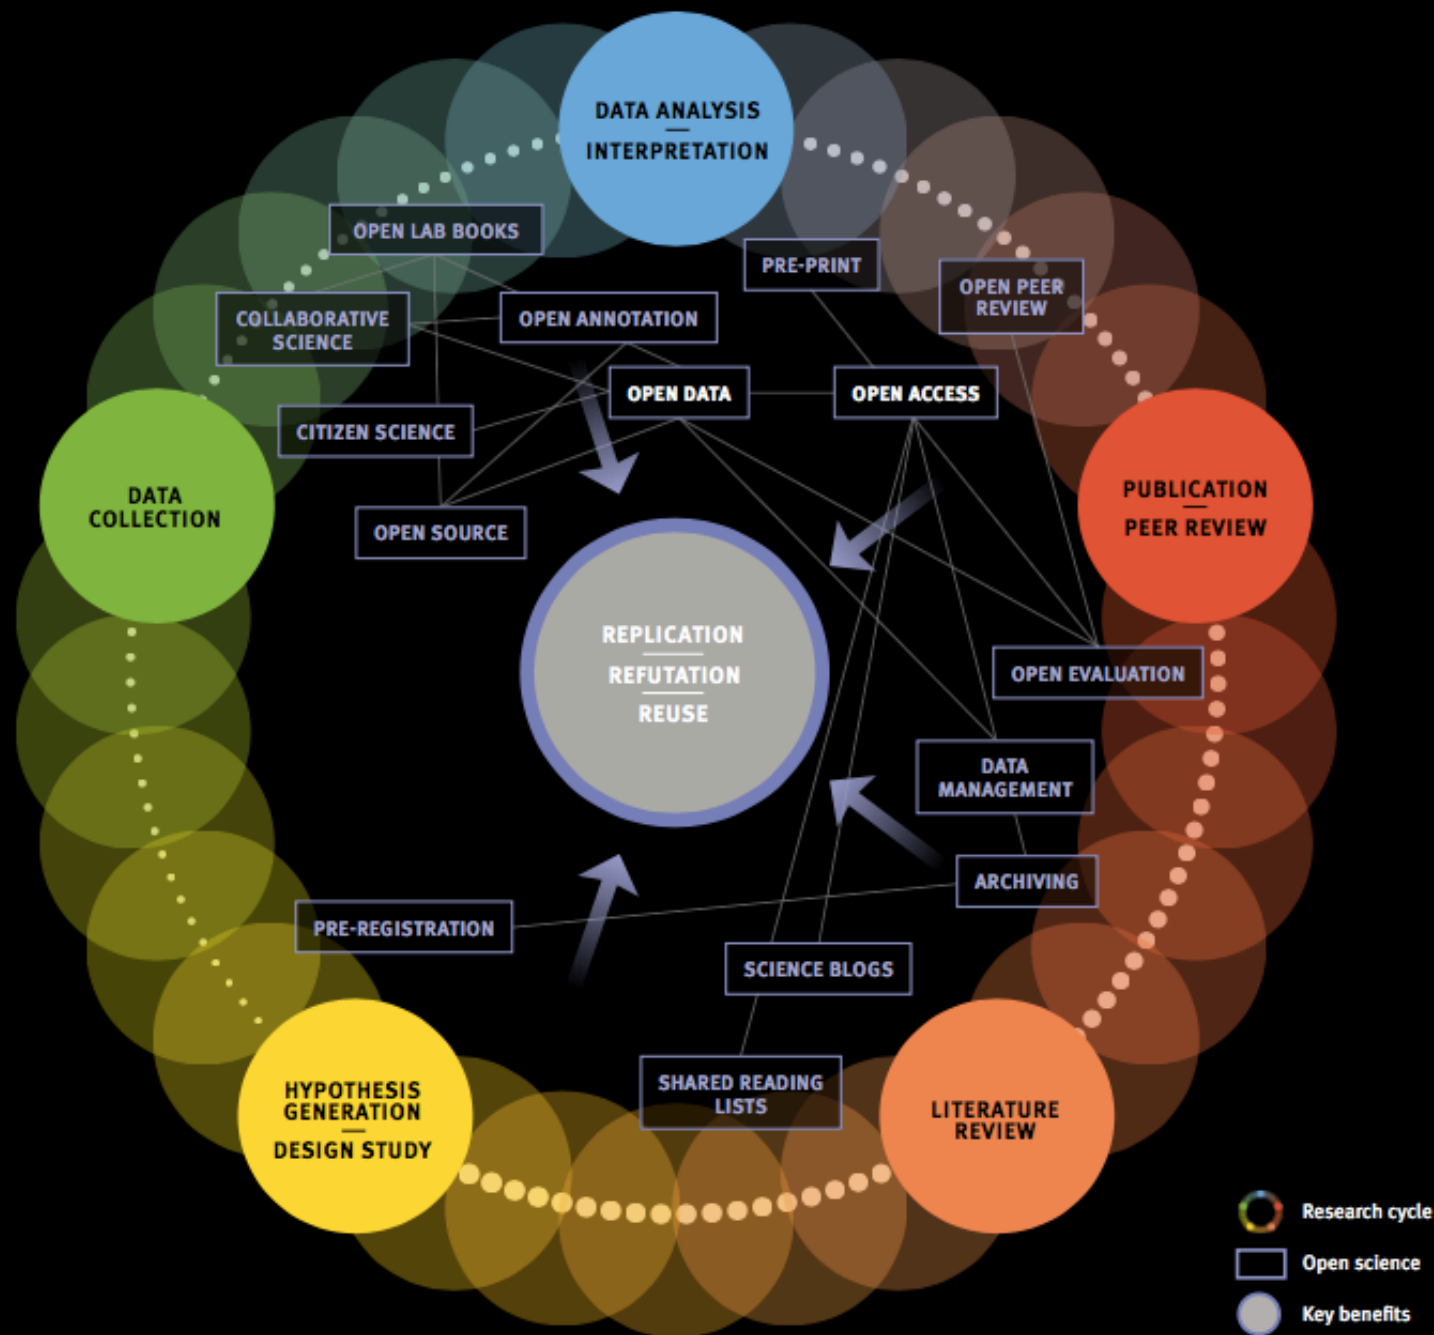 DATA ANALYSIS
INTERPRETATION
OPEN LAB BOOKS
PRE-PRINT
OPEN PEER
REVIEW
COLLABORATIVE
SCIENCE
OPEN ANNOTATION
OPEN DATA
OPEN ACCESS
CITIZEN SCIENCE
DATA
COLLECTION
OPEN SOURCE
PUBLICATION
PEER REVIEW
REPLICATION
REFUTATION
REUSE
OPEN EVALUATION
DATA
MANAGEMENT
ARCHIVING
PRE-REGISTRATION
SCIENCE BLOGS
SHARED READING
LISTS
HYPOTHESIS
GENERATION
DESIGN STUDY
LITERATURE
REVIEW
Research cycle
Open science
Key benefits